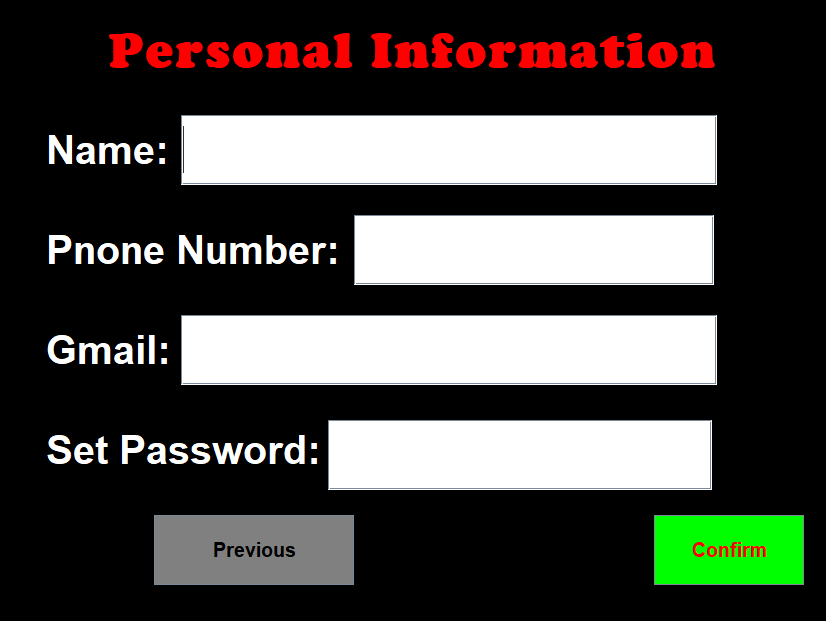 Personal Information
Name:
Pnone Number:
Gmail:
Set Password:
Previous
Confirm